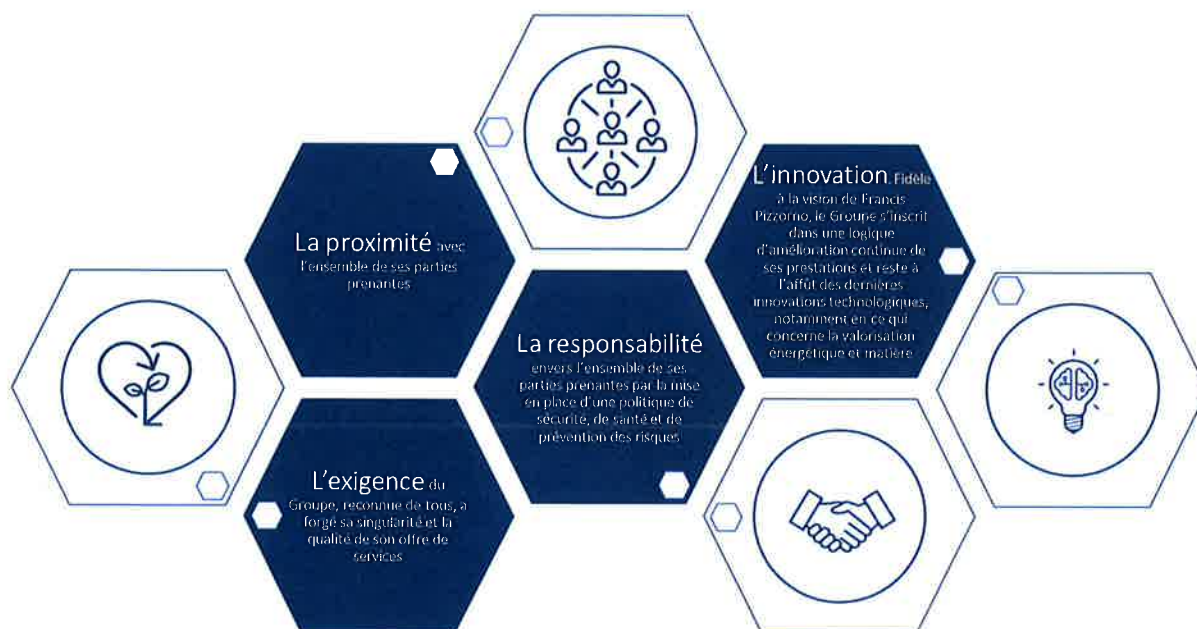 La proximité avec
l'ensemble de ses parties
prenantes
L'exigence du
Groupe, reconnue de tous, a
forgé sa singularité et la
qualité de son offre de
services
La responsabilité
envers l'ensemble de ses
parties prenantes par la mise
en place d'une politique de
sécurité, de santé et de
prévention des risques
L'innovation. Fidèle
à la vision de Francis
Pizzorno, le Groupe s'inscrit
dans une logique
d'amélioration continue de
ses prestations et reste à
l'affût des dernières
innovations technologiques,
notamment en ce qui
concerne la valorisation
énergétique et matière